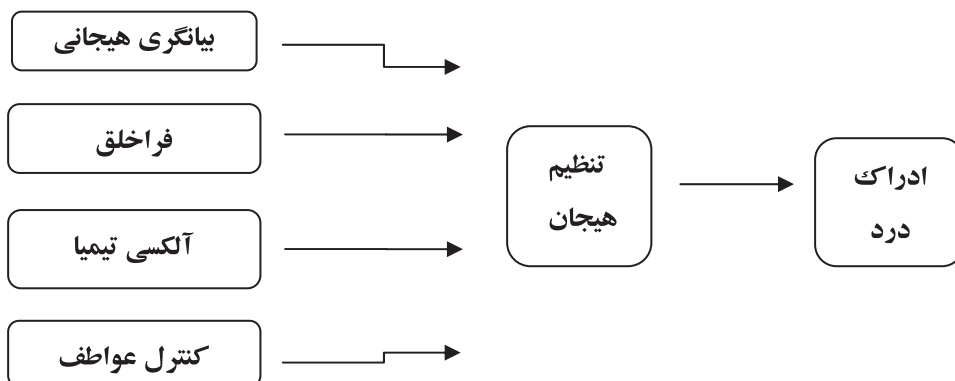 بیانگری هیجانی
فراخلق
آلکسی تیمیا
کنترل عواطف
تنظیم
هیجان
ادراک
درد